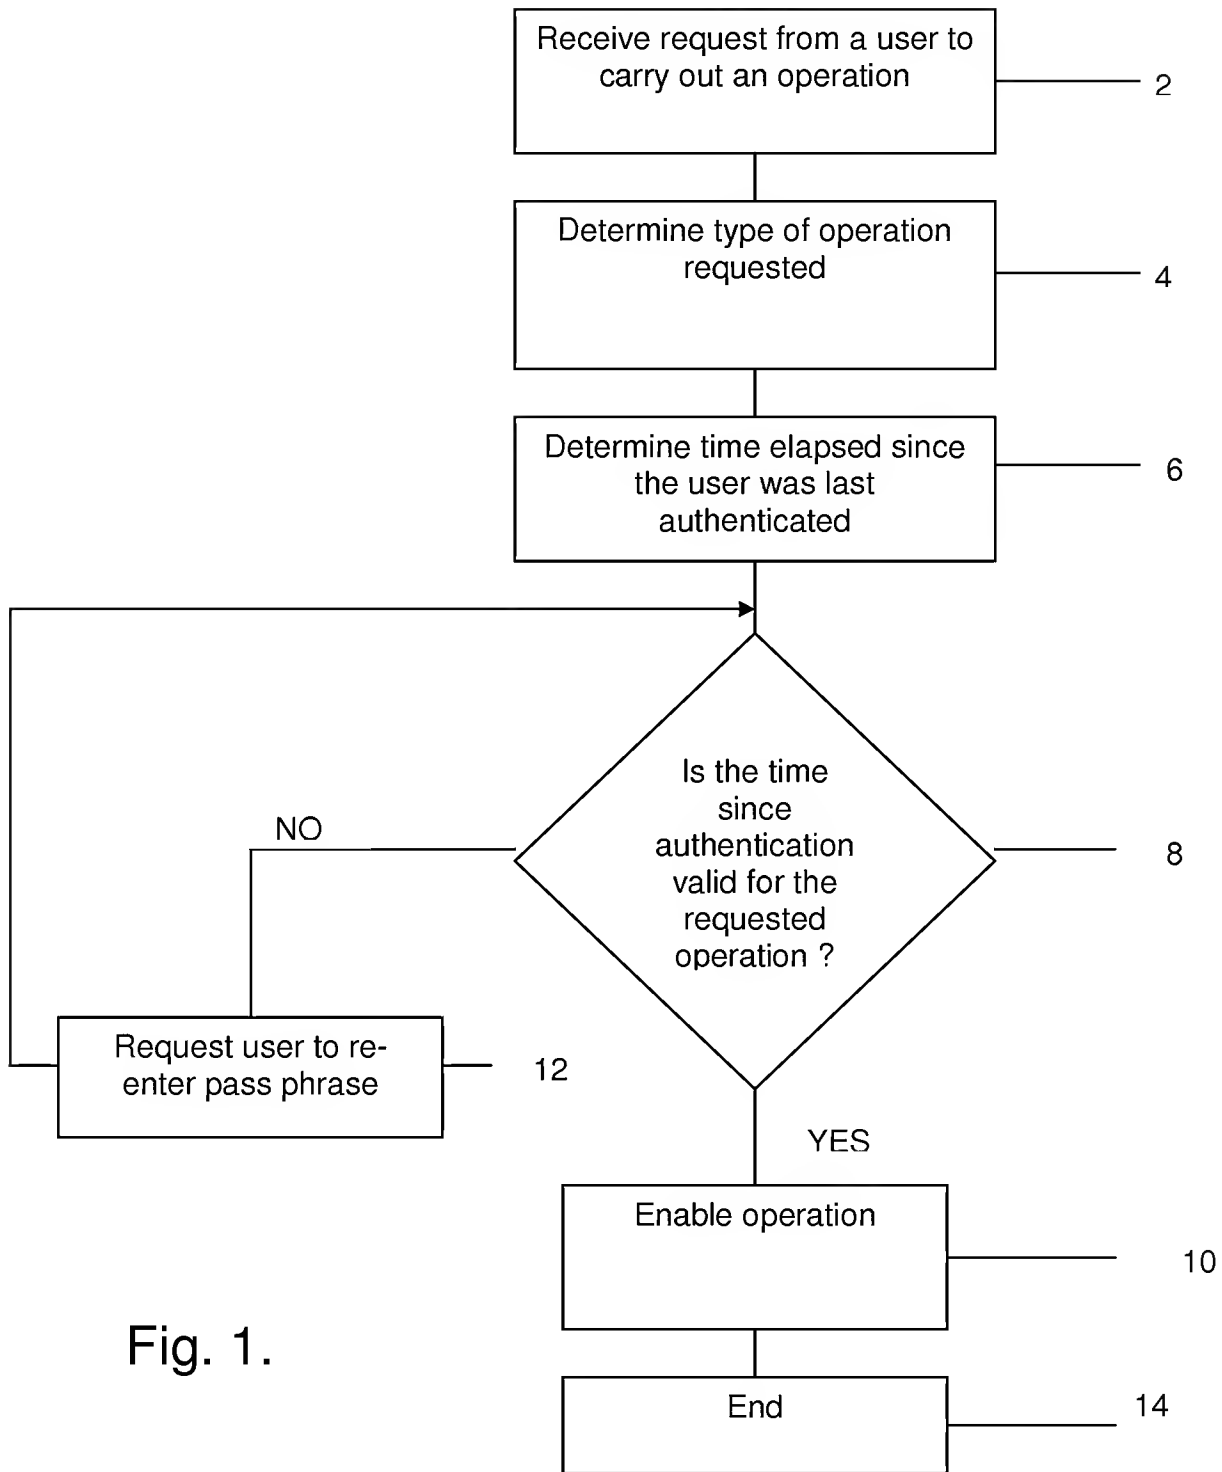 Receive request from a user to
carry out an operation
2
Determine type of operation
requested
4
Determine time elapsed since
the user was last
authenticated
6
Is the time
since
authentication
valid for the
requested
operation ?
8
NO
Request user to re-
enter pass phrase
12
YES
Enable operation
10
End
14
Fig. 1.